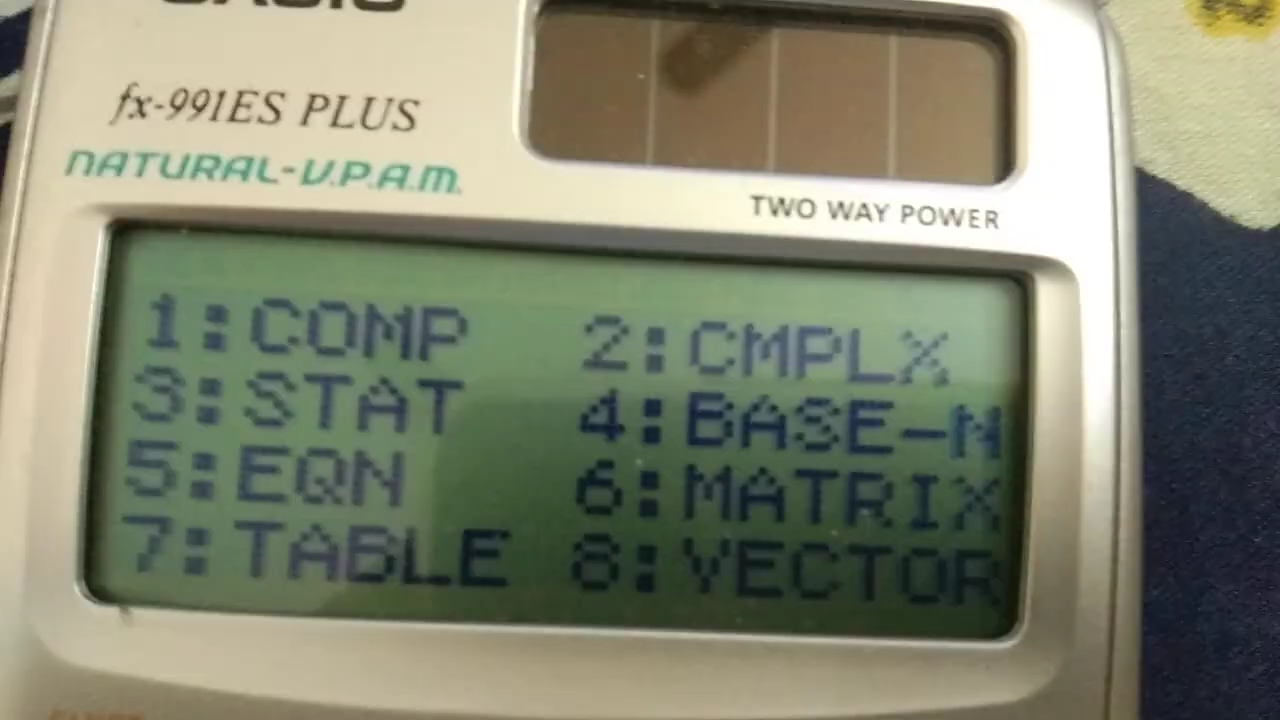 CASIO
fx-991ES PLUS
NATURAL-V.P.A.M.
TWO WAY POWER
1:COMP 2:CMPLX
3:STAT 4:BASE-N
5:EQN 6:MATRIX
7:TABLE 8:VECTOR